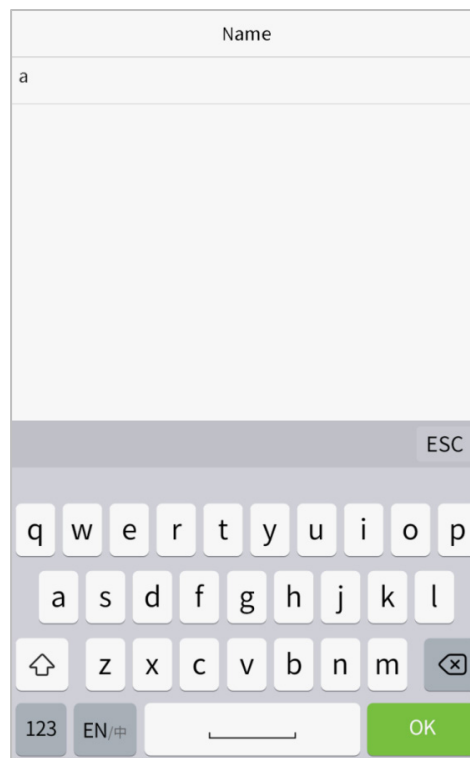 Name
a
ESC
q w e r t y u i o p
a s d f g h j k l
z x c v b n m
123 EN/中 OK